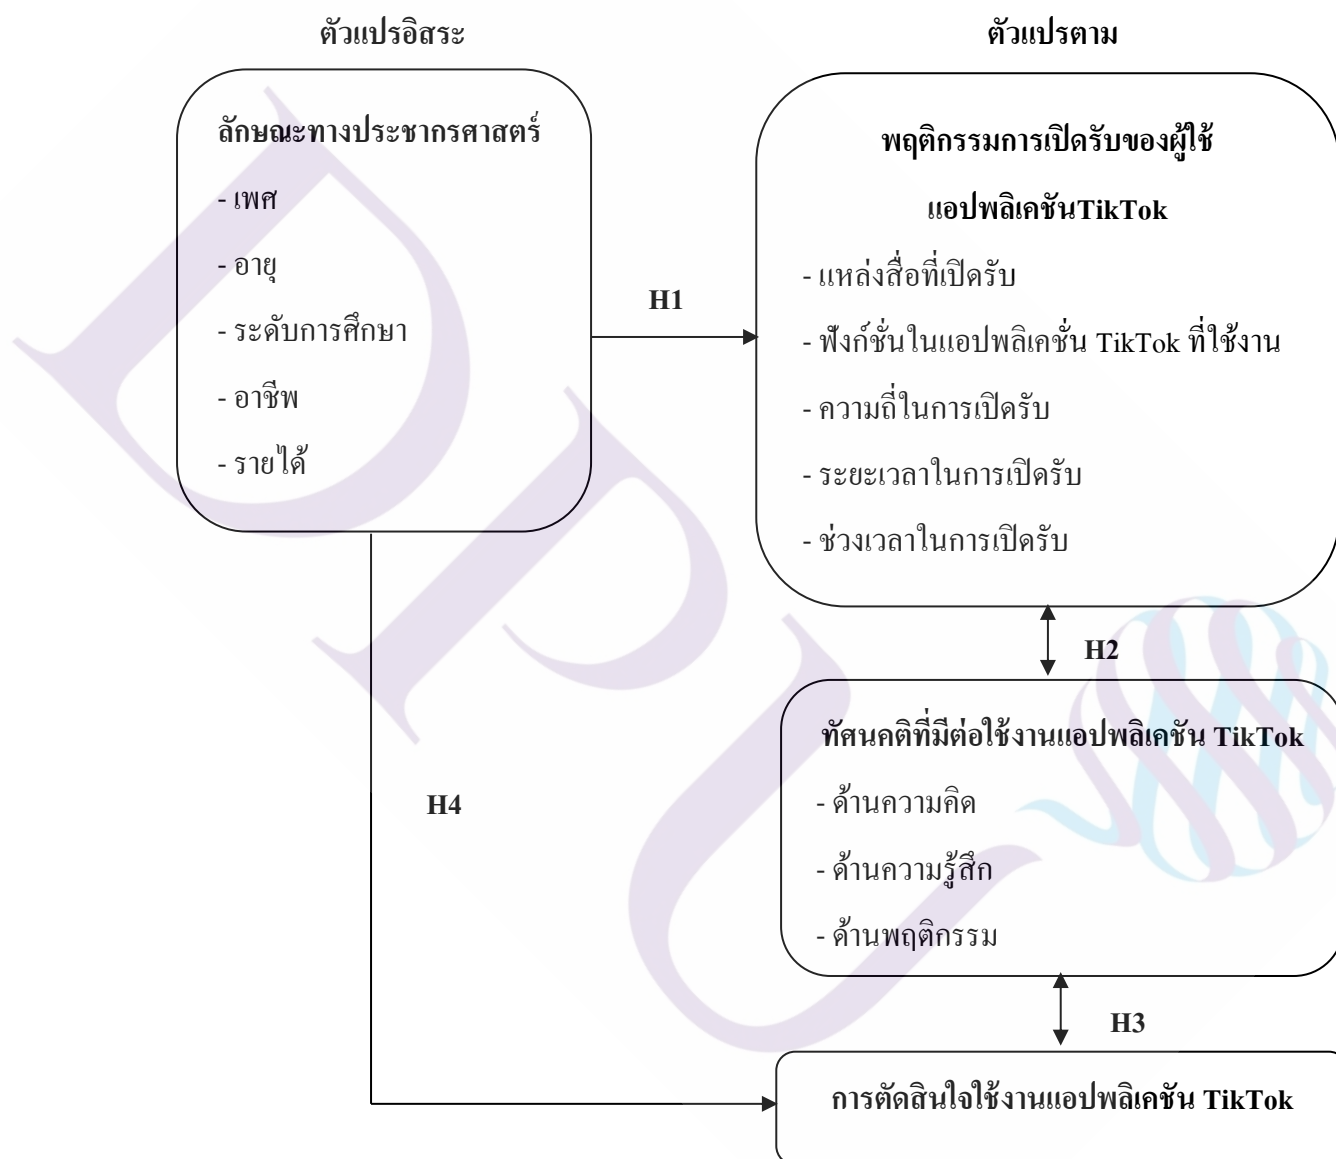 ตัวแปรอิสระ
ตัวแปรตาม
ลักษณะทางประชากรศาสตร์
- เพศ
- อายุ
- ระดับการศึกษา
- อาชีพ
- รายได้
H1
พฤติกรรมการเปิดรับของผู้ใช้
แอปพลิเคชันTikTok
- แหล่งสื่อที่เปิดรับ
- ฟังก์ชั่นในแอปพลิเคชั่น TikTok ที่ใช้งาน
- ความถี่ในการเปิดรับ
- ระยะเวลาในการเปิดรับ
- ช่วงเวลาในการเปิดรับ
H2
ทัศนคติที่มีต่อใช้งานแอปพลิเคชัน TikTok
- ด้านความคิด
- ด้านความรู้สึก
- ด้านพฤติกรรม
H4
H3
การตัดสินใจใช้งานแอปพลิเคชัน TikTok
DPU